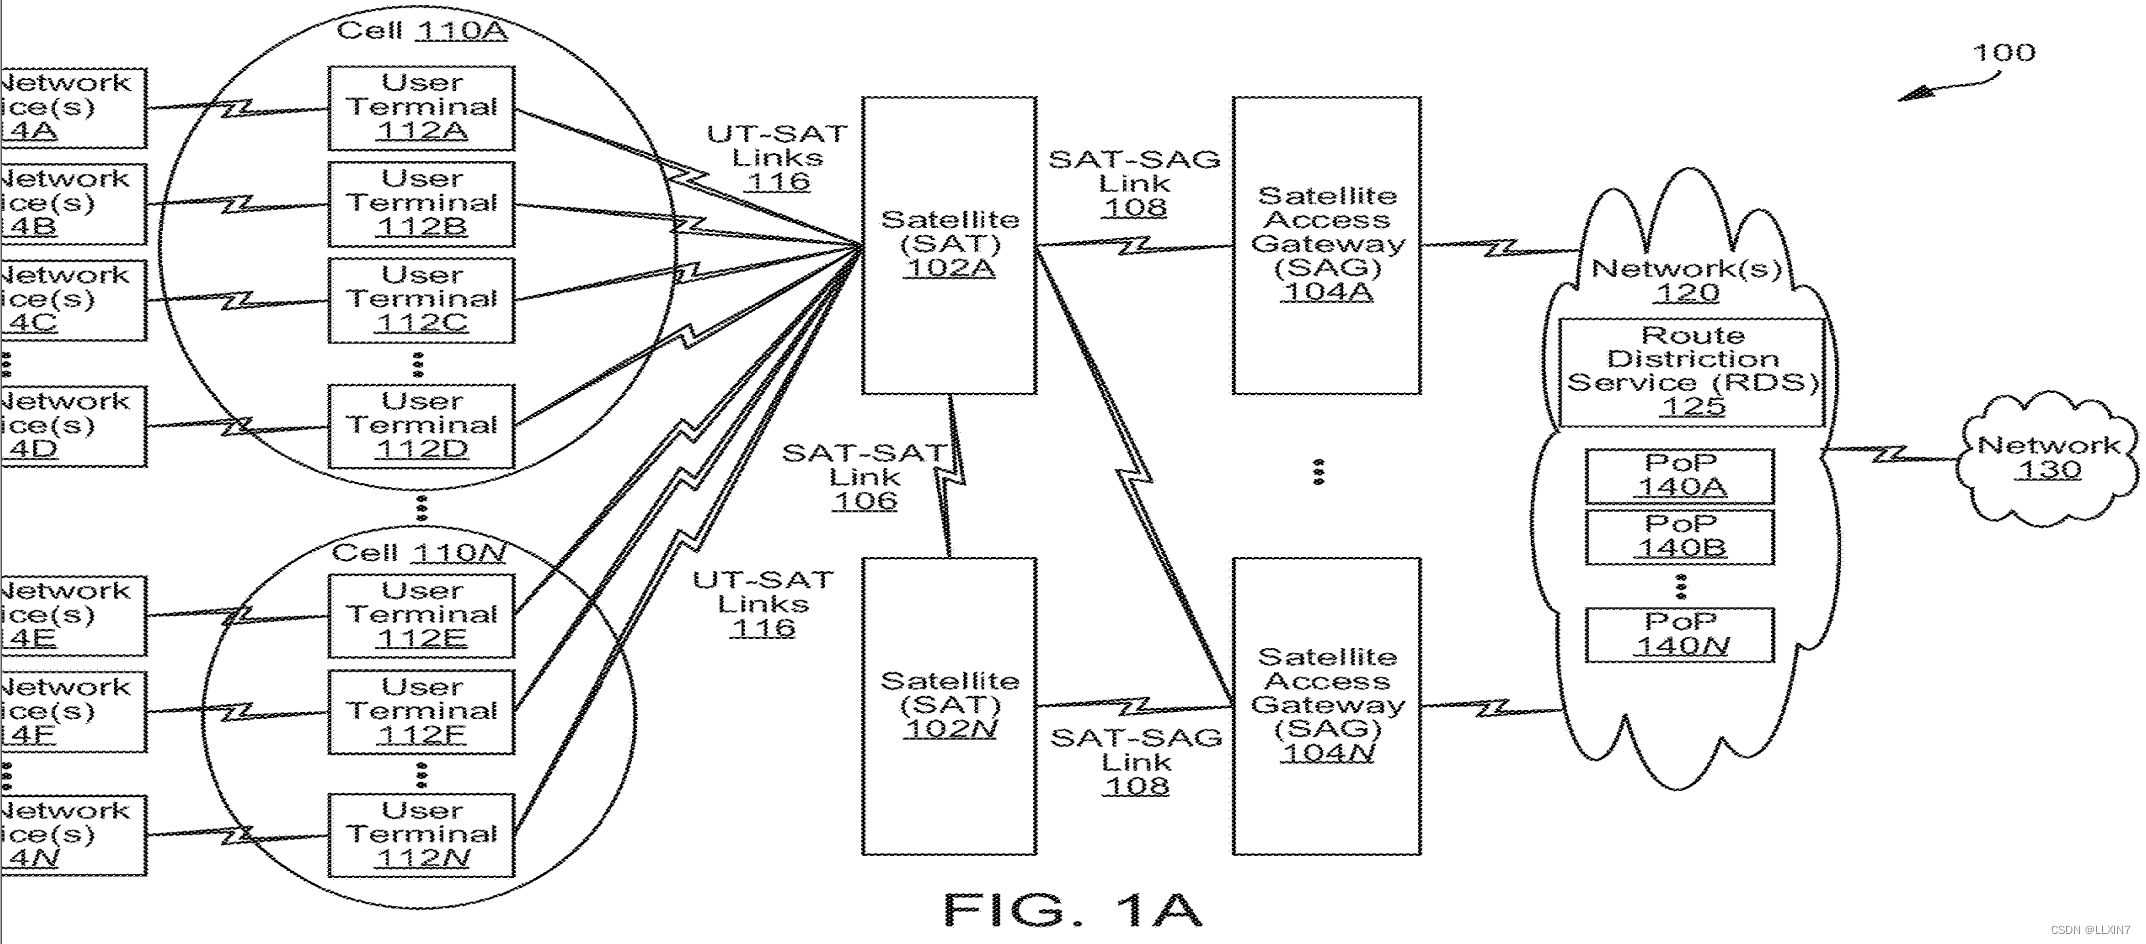 Cell 110A
100
Network
ice(s)
4A
User
Terminal
112A
Network
ice(s)
4B
User
Terminal
112B
Network
ice(s)
4C
User
Terminal
112C
Network
ice(s)
4D
User
Terminal
112D
UT-SAT
Links
116
Satellite
(SAT)
102A
SAT-SAG
Link
108
Satellite
Access
Gateway
(SAG)
104A
Network(s)
120
Route
Distriction
Service (RDS)
125
PoP
140A
PoP
140B
PoP
140N
Network
130
SAT-SAT
Link
106
Cell 110N
Network
ice(s)
4E
User
Terminal
112E
Network
ice(s)
4F
User
Terminal
112F
Network
ice(s)
4N
User
Terminal
112N
UT-SAT
Links
116
Satellite
(SAT)
102N
SAT-SAG
Link
108
Satellite
Access
Gateway
(SAG)
104N
FIG. 1A
CSDN @LLXIN7